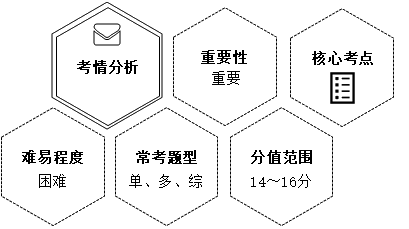 考情分析
重要性
重要
核心考点
难易程度
困难
常考题型
单、多、综
分值范围
14～16分